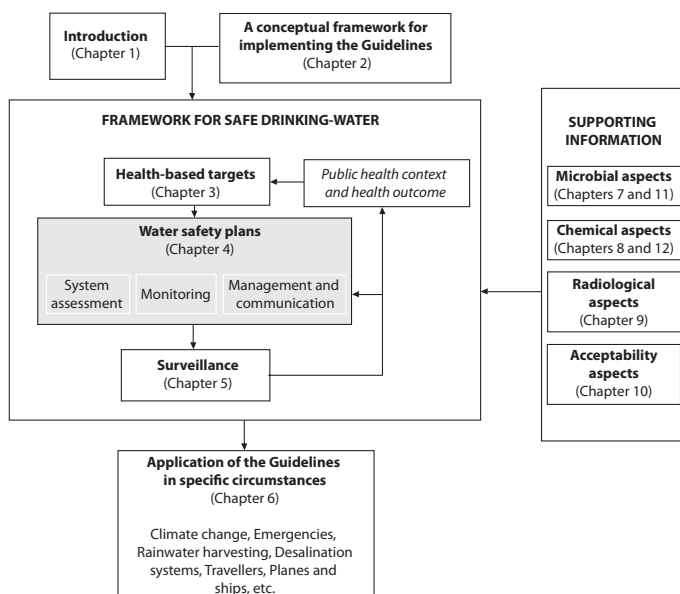 Introduction
(Chapter 1)
A conceptual framework for
implementing the Guidelines
(Chapter 2)
FRAMEWORK FOR SAFE DRINKING-WATER
Health-based targets
(Chapter 3)
Public health context
and health outcome
Water safety plans
(Chapter 4)
System
assessment
Monitoring
Management and
communication
Surveillance
(Chapter 5)
SUPPORTING
INFORMATION
Microbial aspects
(Chapters 7 and 11)
Chemical aspects
(Chapters 8 and 12)
Radiological
aspects
(Chapter 9)
Acceptability
aspects
(Chapter 10)
Application of the Guidelines
in specific circumstances
(Chapter 6)
Climate change, Emergencies,
Rainwater harvesting, Desalination
systems, Travellers, Planes and
ships, etc.